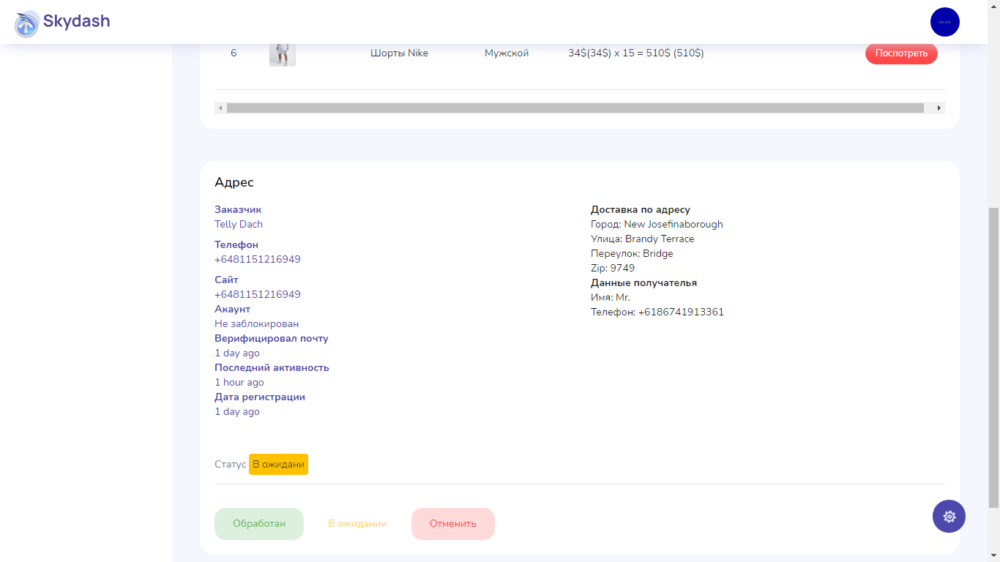 Skydash
6 Шорты Nike Мужской 34$(34$) x 15 = 510$ (510$) Поспотреть
Адрес
Заказчик
Telly Dach
Телефон
+6481151216949
Сайт
+6481151216949
Акаунт
Не заблокирован
Верифицировал почту
1 day ago
Последний активность
1 hour ago
Дата регистрации
1 day ago
Доставка по адресу
Город: New Josefinaborough
Улица: Brandy Terrace
Переулок: Bridge
Zip: 9749
Данные получателья
Имя: Mr.
Телефон: +6186741913361
Статус В ожидани
Обработан В ожидании Отменить